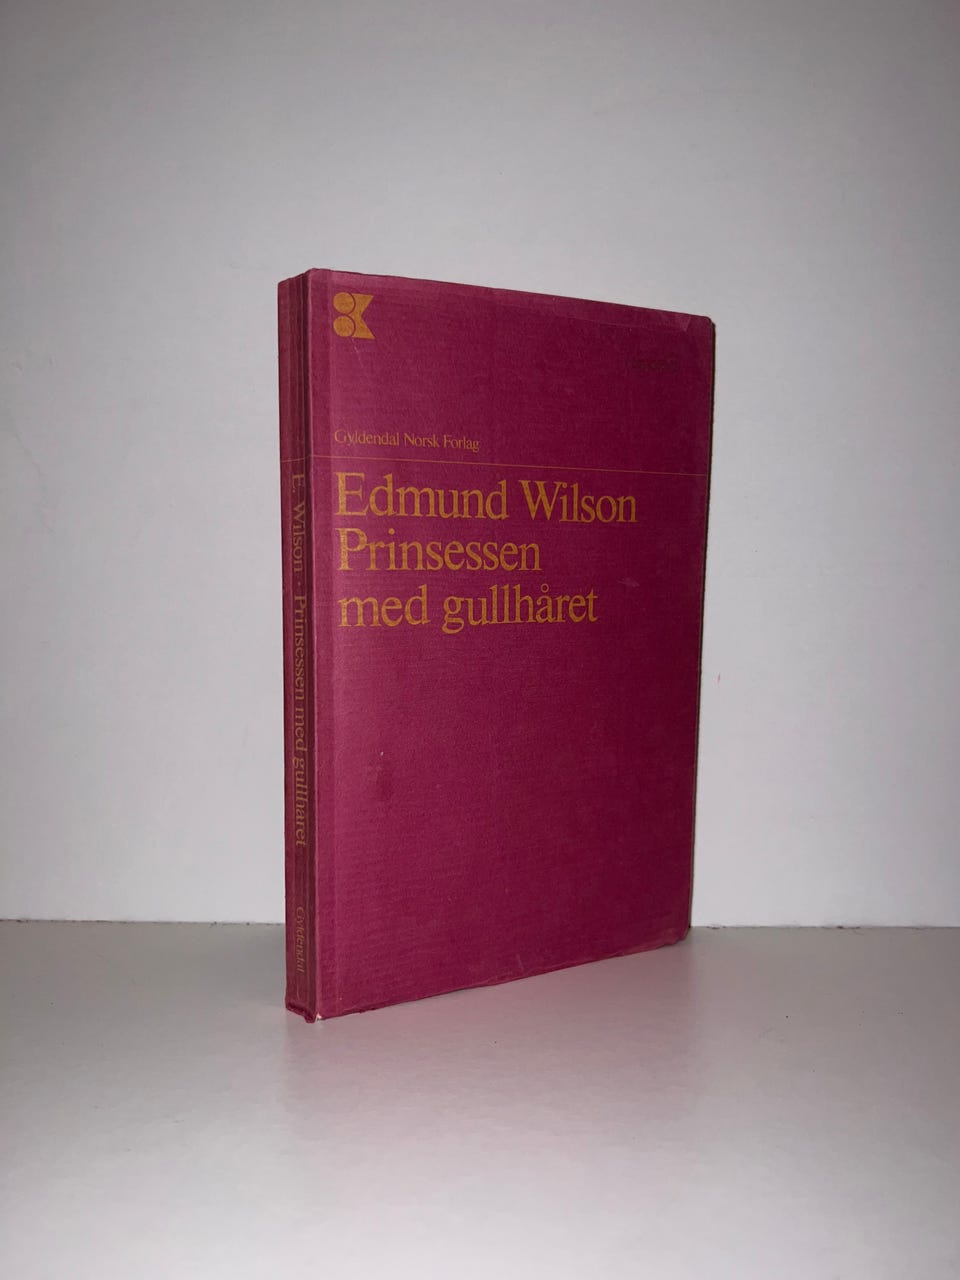 Gyldendal Norsk Forlag
Edmund Wilson
Prinsessen
med gullhåret
E. Wilson · Prinsessen med gullhåret
Gyldendal